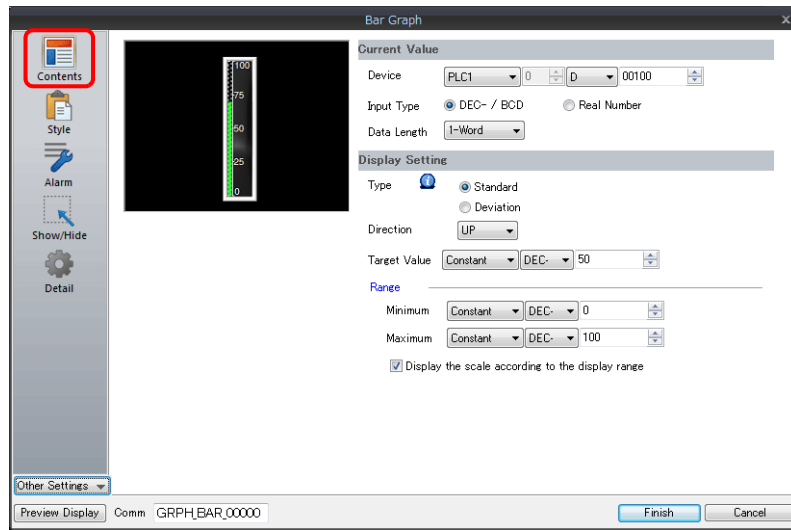 Bar Graph
x
Contents
Style
Alarm
Show/Hide
Detail
100
75
50
25
0
Current Value
Device PLC1 0 D 00100
Input Type DEC- / BCD Real Number
Data Length 1-Word
Display Setting
Type Standard
Deviation
Direction UP
Target Value Constant DEC- 50
Range
Minimum Constant DEC- 0
Maximum Constant DEC- 100
Display the scale according to the display range
Other Settings
Preview Display Comm GRPH_BAR_00000 Finish Cancel